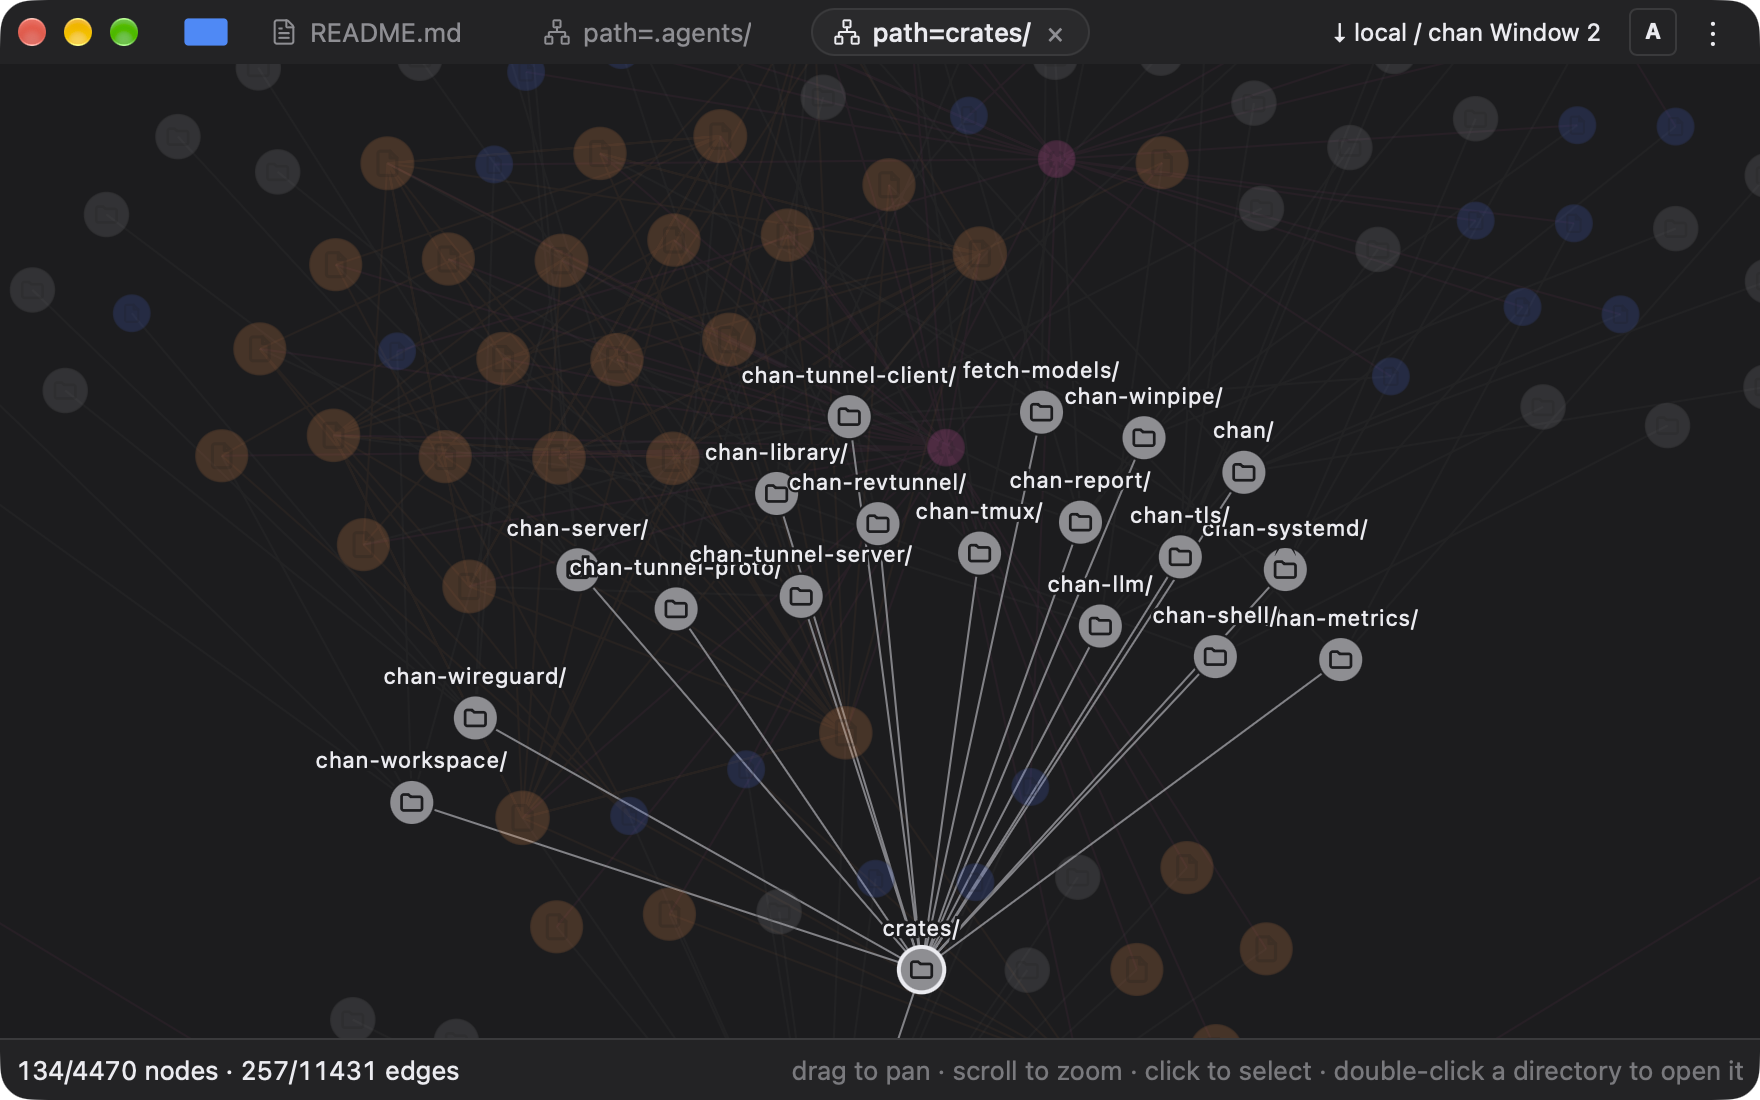 README.md
path=.agents/
path=crates/ ×
↓ local / chan Window 2
A
chan-tunnel-client/
fetch-models/
chan-winpipe/
chan/
chan-library/
chan-revtunnel/
chan-report/
chan-tmux/
chan-tls/
chan-server/
chan-systemd/
chan-tunnel-server/
chan-tunnel-proto/
chan-llm/
chan-shell/
han-metrics/
chan-wireguard/
chan-workspace/
crates/
134/4470 nodes · 257/11431 edges
drag to pan · scroll to zoom · click to select · double-click a directory to open it